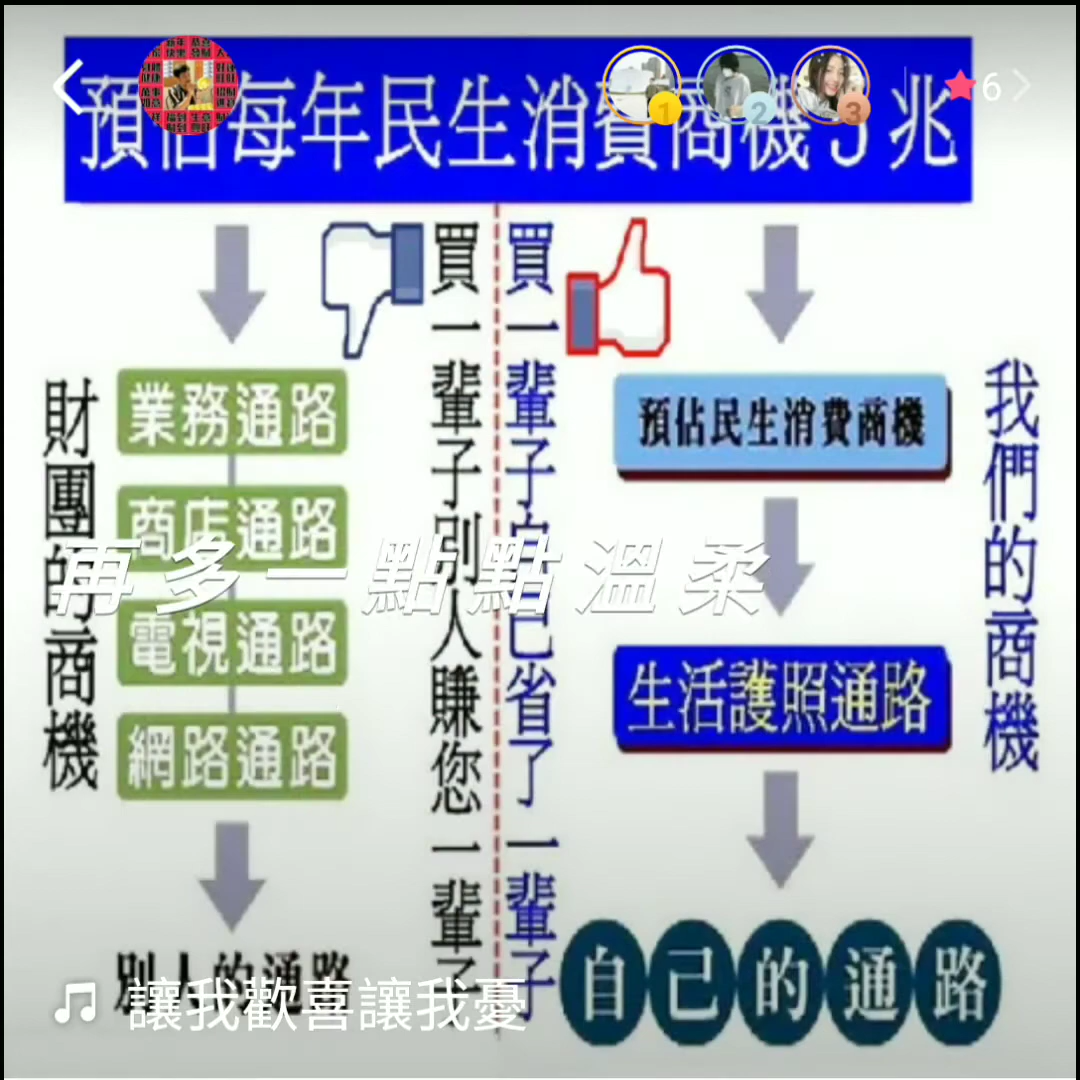 預估每年民生消費商機5兆
1
2
3
6
財團的商機
業務通路
商店通路
電視通路
網路通路
別人的通路
買一輩子別人賺您一輩子
買一輩子自己省了一輩子
預估民生消費商機
生活護照通路
自己的通路
我們的商機
再多一點點溫柔
讓我歡喜讓我憂